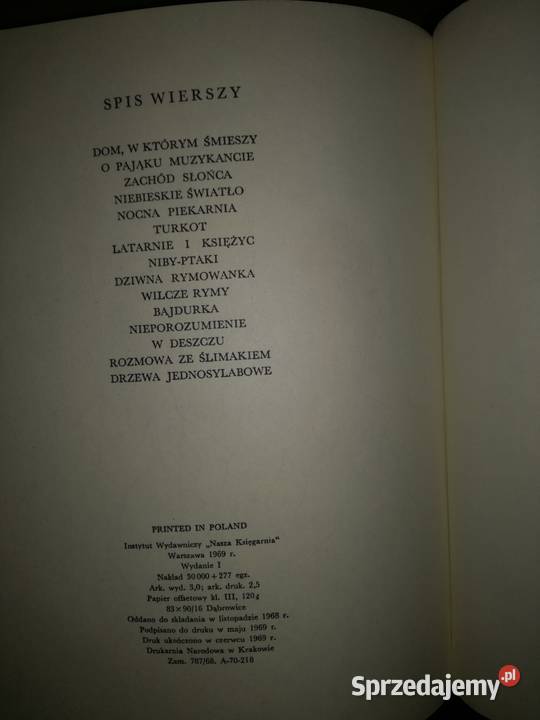 SPIS WIERSZY
DOM, W KTÓRYM ŚMIESZY
O PAJĄKU MUZYKANCIE
ZACHÓD SŁOŃCA
NIEBIESKIE ŚWIATŁO
NOCNA PIEKARNIA
TURKOT
LATARNIE I KSIĘŻYC
NIBY-PTAKI
DZIWNA RYMOWANKA
WILCZE RYMY
BAJDURKA
NIEPOROZUMIENIE
W DESZCZU
ROZMOWA ZE ŚLIMAKIEM
DRZEWA JEDNOSYLABOWE
PRINTED IN POLAND
Instytut Wydawniczy „Nasza Księgarnia"
Warszawa 1969 r.
Wydanie I
Nakład 50 000 + 277 egz.
Ark. wyd. 3,0; ark. druk. 2,5
Papier offsetowy kl. III, 120 g
83 × 90/16 Dąbrowice
Oddano do składania w listopadzie 1968 r.
Podpisano do druku w maju 1969 r.
Druk ukończono w czerwcu 1969 r.
Drukarnia Narodowa w Krakowie
Zam. 787/68. A-70-216
Sprzedajemy.pl